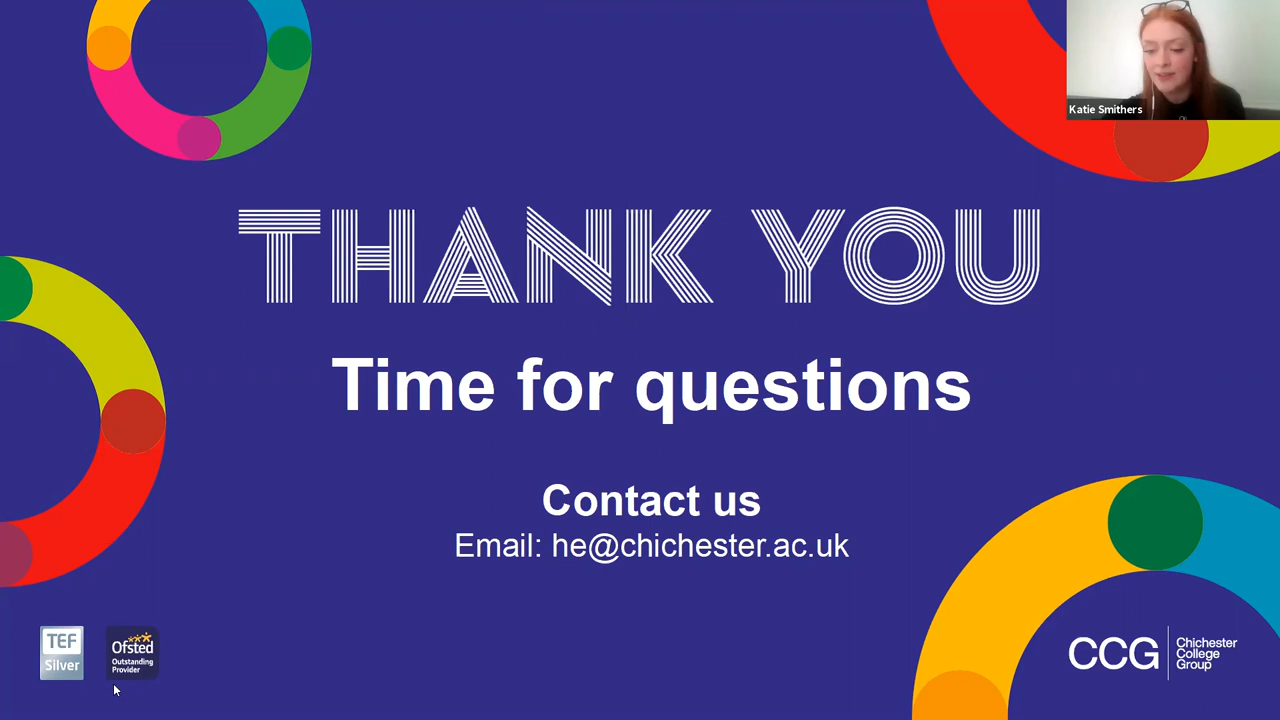 Katie Smithers
THANK YOU
Time for questions
Contact us
Email: he@chichester.ac.uk
TEF
Silver
Ofsted
Outstanding
Provider
CCG
Chichester
College
Group